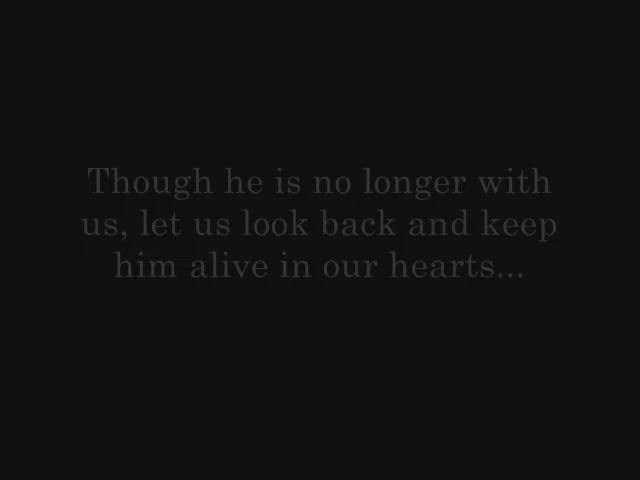 Though he is no longer with
us, let us look back and keep
him alive in our hearts...